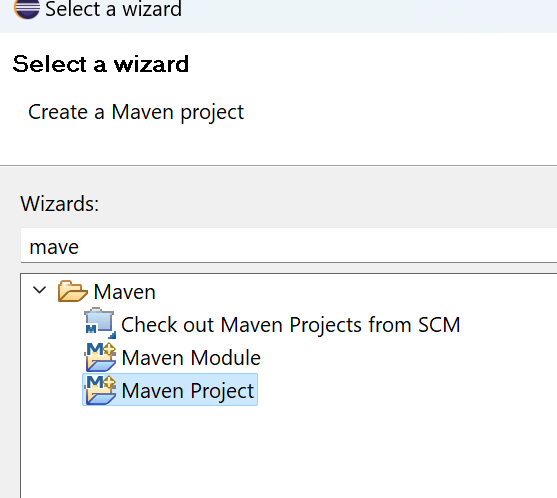 Select a wizard
Select a wizard
Create a Maven project
Wizards:
mave
Maven
Check out Maven Projects from SCM
Maven Module
Maven Project